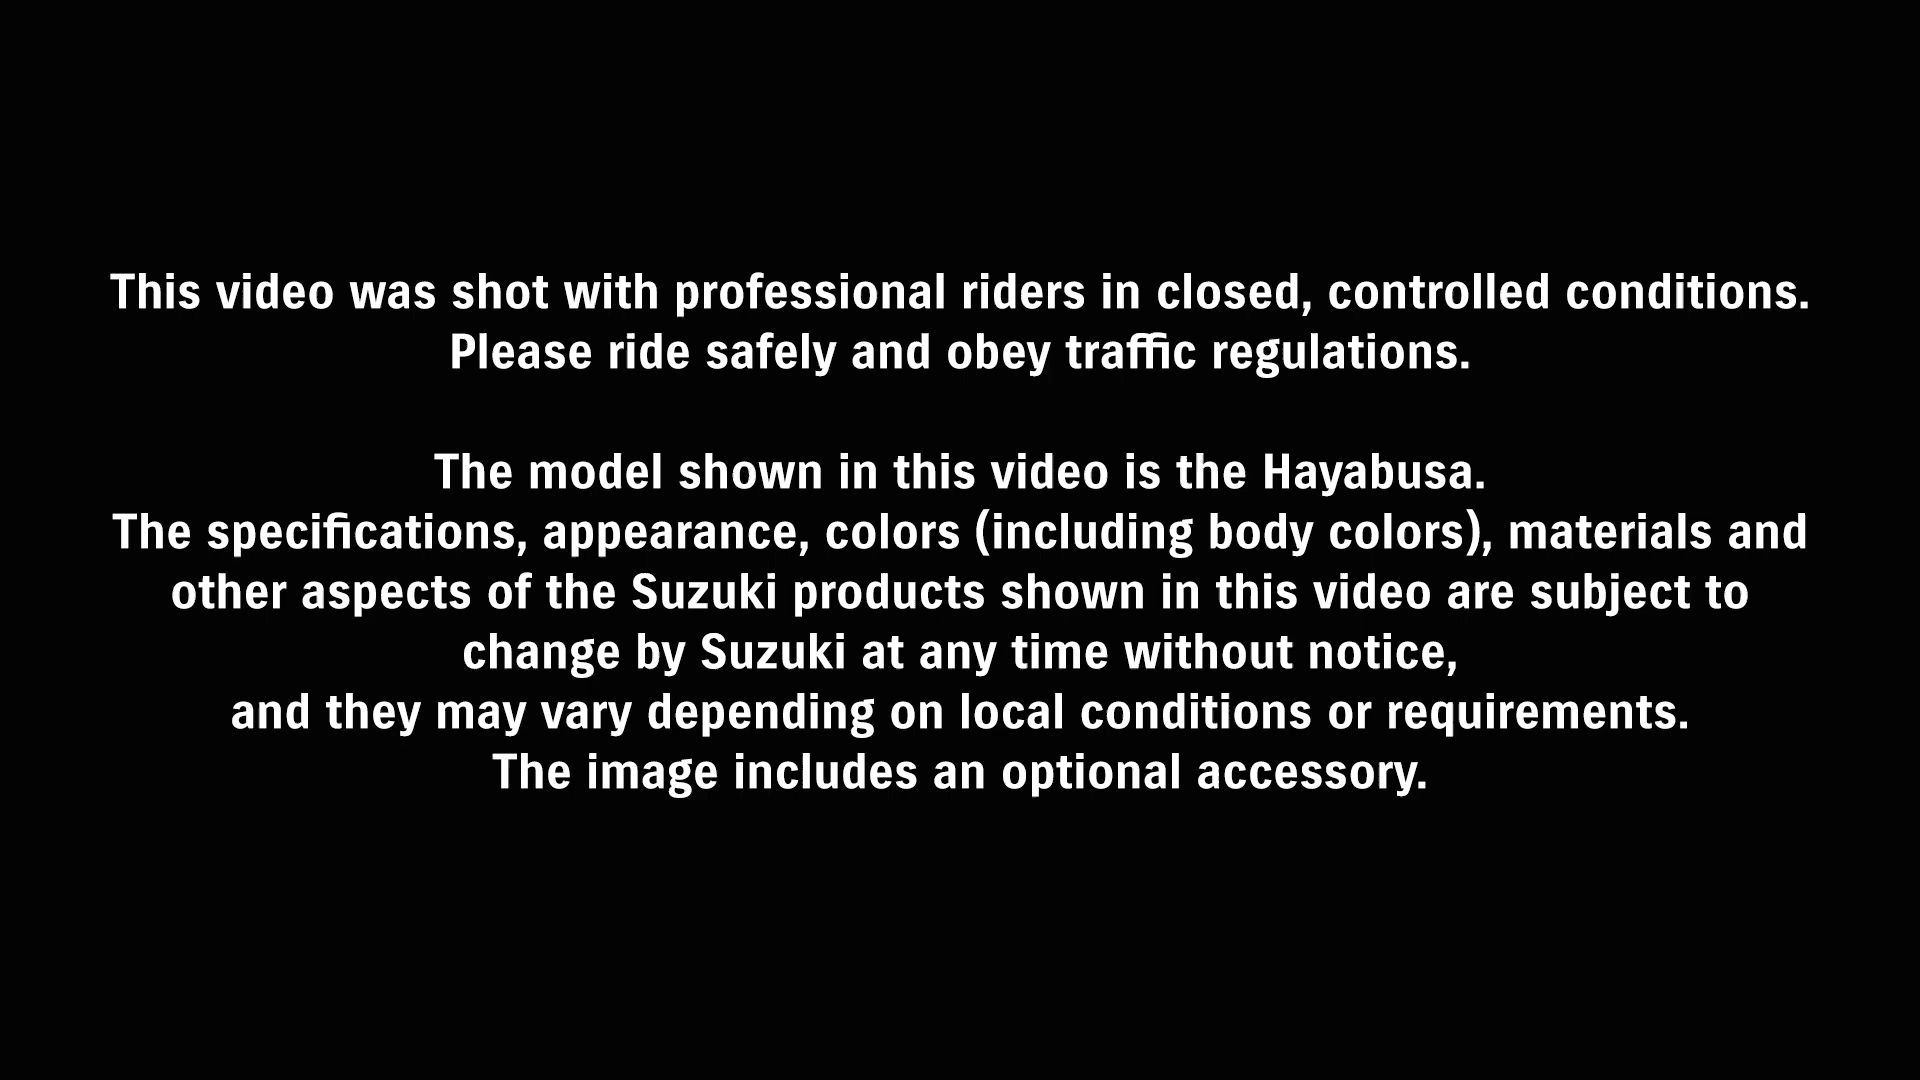 This video was shot with professional riders in closed, controlled conditions.
Please ride safely and obey traffic regulations.
The model shown in this video is the Hayabusa.
The specifications, appearance, colors (including body colors), materials and
other aspects of the Suzuki products shown in this video are subject to
change by Suzuki at any time without notice,
and they may vary depending on local conditions or requirements.
The image includes an optional accessory.